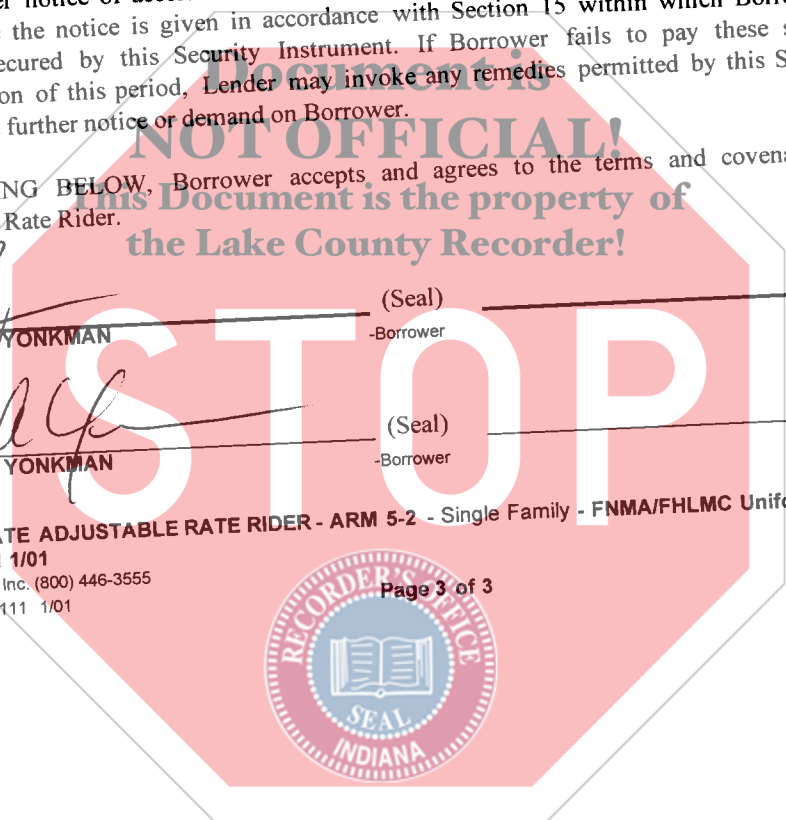 er notice of
the notice is given in accordance with Section 15 within which Borro
ecured by this Security Instrument. If Borrower fails to pay these s
on of this period, Lender may invoke any remedies permitted by this S
further notice or demand on Borrower.
Document is
NOT OFFICIAL!
NG BELOW, Borrower accepts and agrees to the terms and covena
Rate Rider.
This Document is the property of
the Lake County Recorder!
(Seal)
YONKMAN
-Borrower
STOP
(Seal)
YONKMAN
-Borrower
TE ADJUSTABLE RATE RIDER - ARM 5-2 - Single Family - FNMA/FHLMC Unifo
1/01
Inc. (800) 446-3555
111 1/01
Page 3 of 3
RECORDER'S OFFICE
SEAL
INDIANA